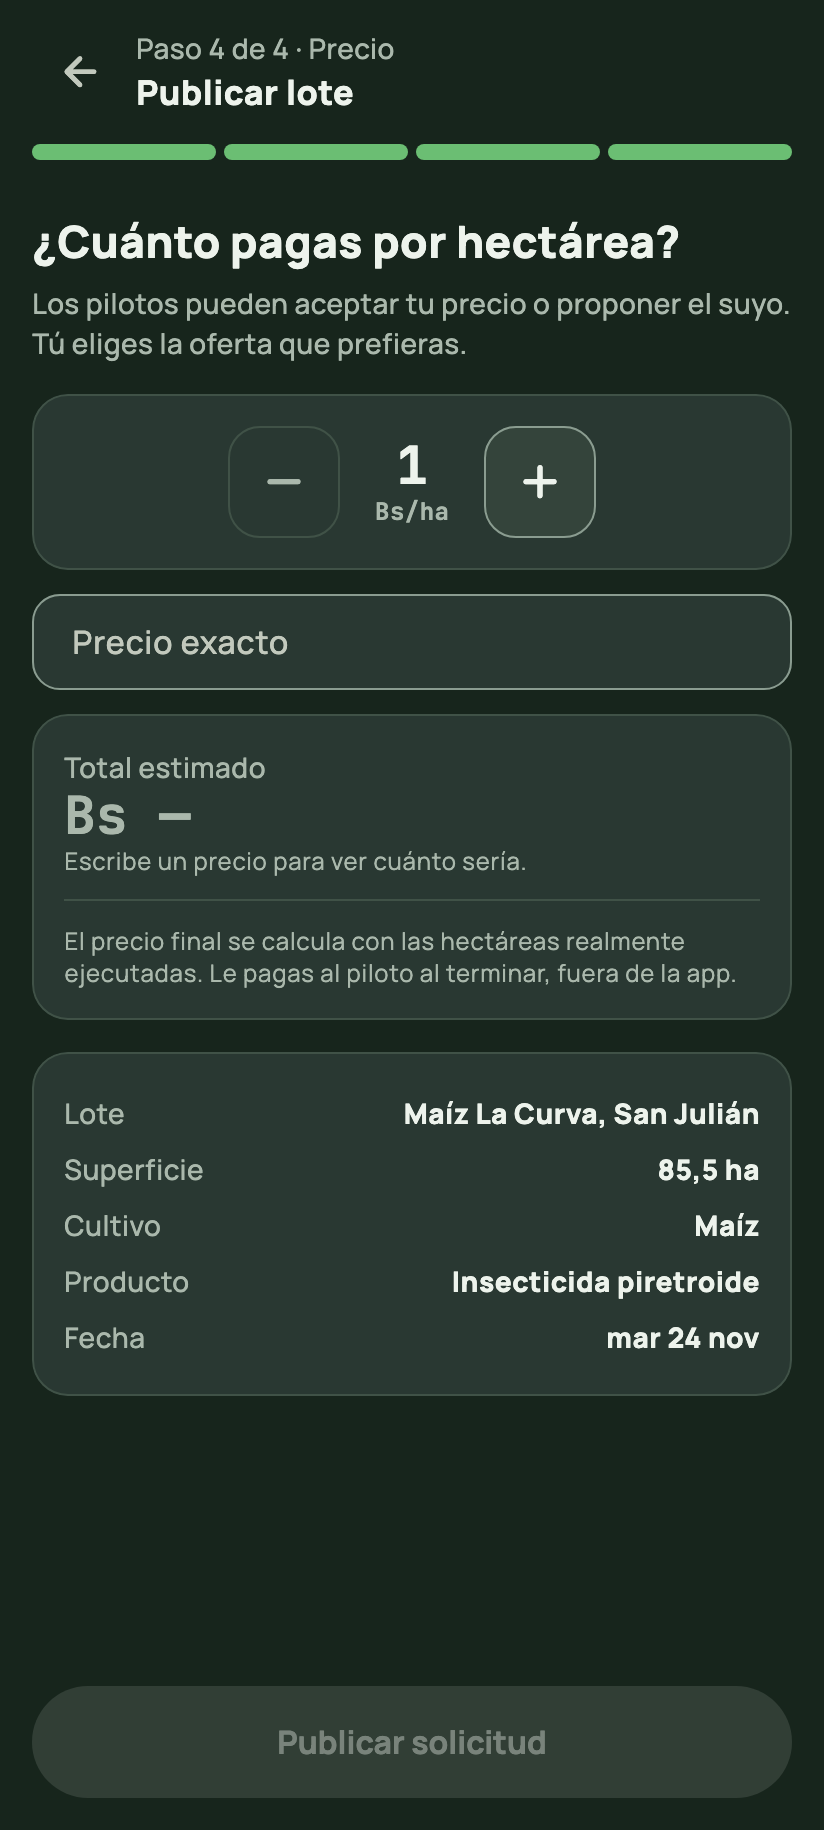 Paso 4 de 4 · Precio
Publicar lote
¿Cuánto pagas por hectárea?
Los pilotos pueden aceptar tu precio o proponer el suyo.
Tú eliges la oferta que prefieras.
− 1 +
Bs/ha
Precio exacto
Total estimado
Bs —
Escribe un precio para ver cuánto sería.
El precio final se calcula con las hectáreas realmente
ejecutadas. Le pagas al piloto al terminar, fuera de la app.
Lote Maíz La Curva, San Julián
Superficie 85,5 ha
Cultivo Maíz
Producto Insecticida piretroide
Fecha mar 24 nov
Publicar solicitud